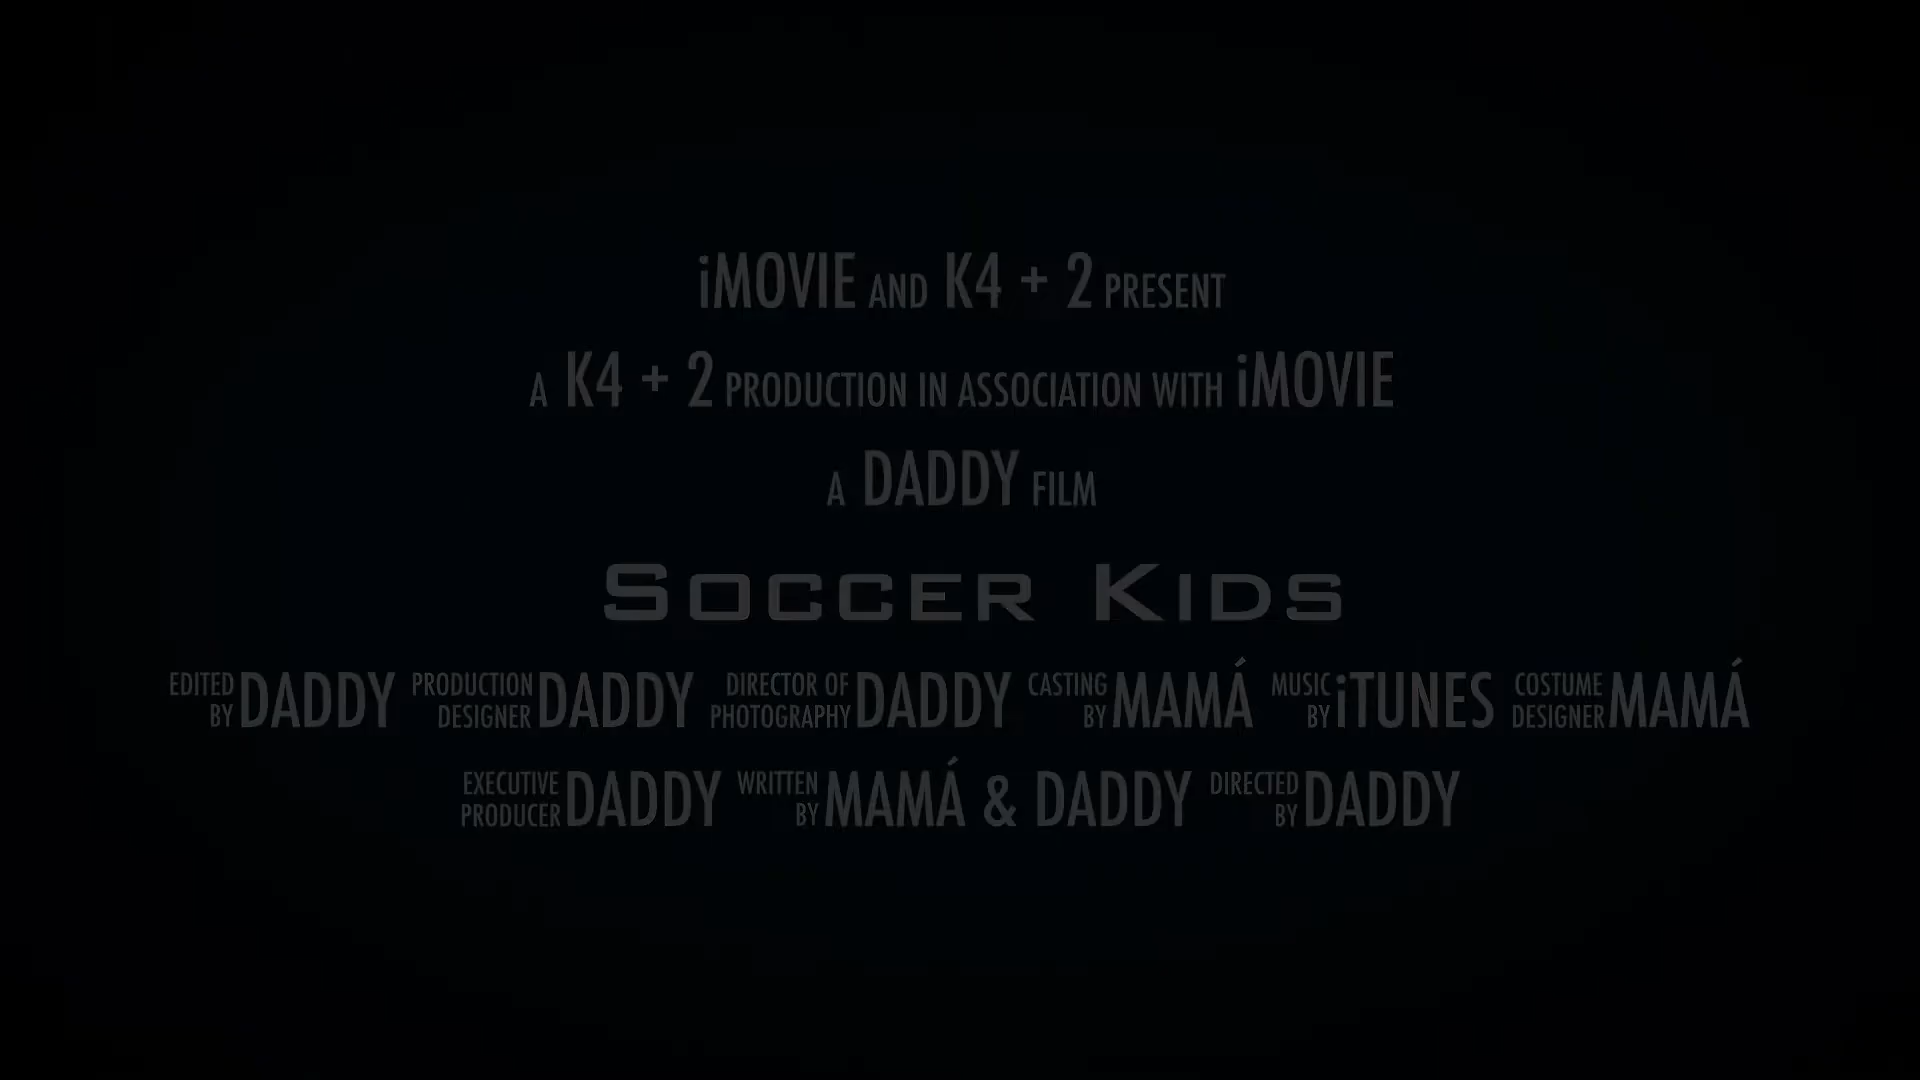 iMOVIE AND K4 + 2 PRESENT
A K4 + 2 PRODUCTION IN ASSOCIATION WITH iMOVIE
A DADDY FILM
SOCCER KIDS
EDITED BY DADDY PRODUCTION DESIGNER DADDY DIRECTOR OF PHOTOGRAPHY DADDY CASTING BY MAMÁ MUSIC BY iTUNES COSTUME DESIGNER MAMÁ
EXECUTIVE PRODUCER DADDY WRITTEN BY MAMÁ & DADDY DIRECTED BY DADDY